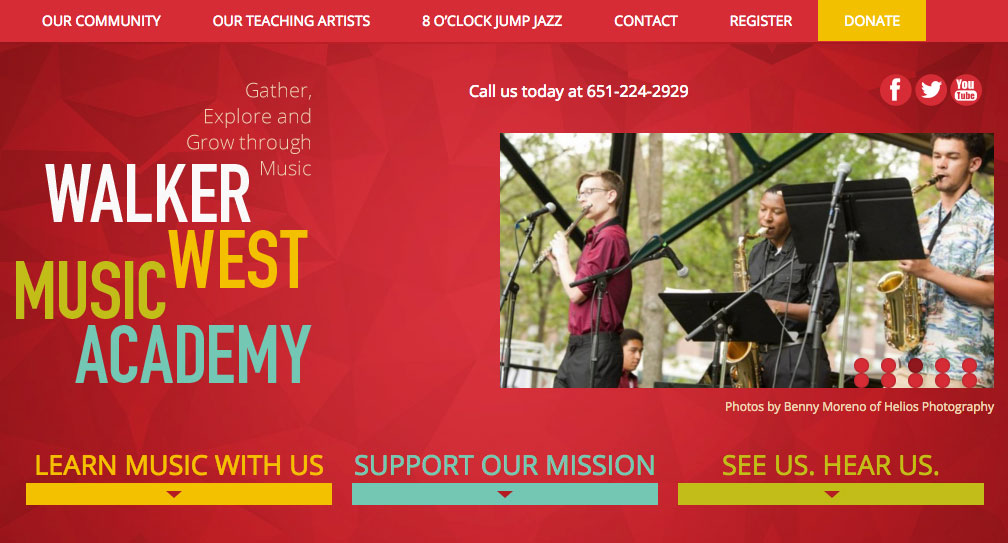 OUR COMMUNITY OUR TEACHING ARTISTS 8 O'CLOCK JUMP JAZZ CONTACT REGISTER DONATE
Gather,
Explore and
Grow through
Music
WALKER
WEST
MUSIC
ACADEMY
Call us today at 651-224-2929
f
You
Tube
Photos by Benny Moreno of Helios Photography
LEARN MUSIC WITH US SUPPORT OUR MISSION SEE US. HEAR US.